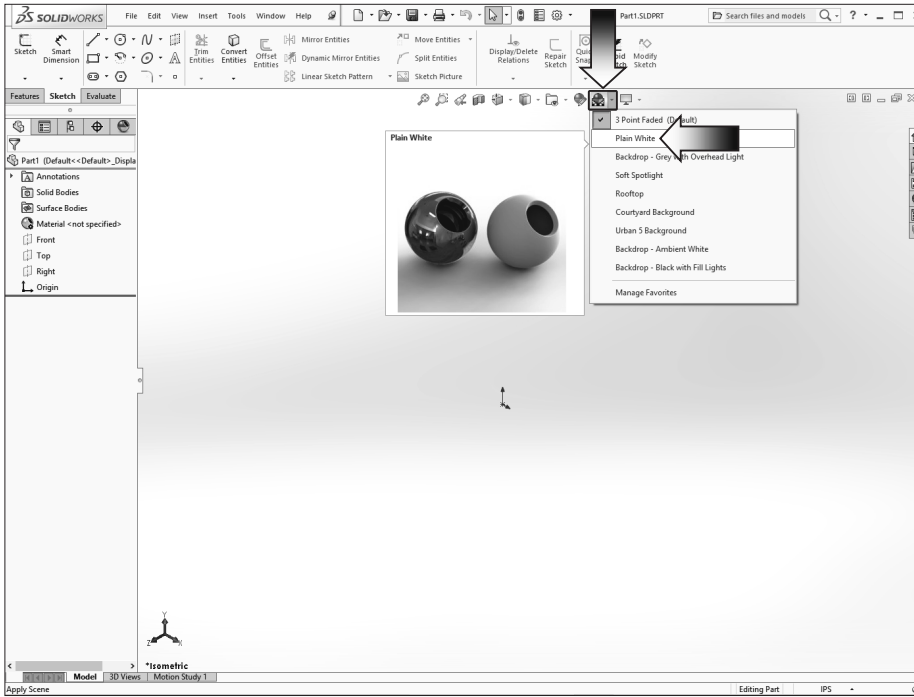 SOLIDWORKS File Edit View Insert Tools Window Help Part1.SLDPRT Search files and models ?
Sketch Smart Dimension Trim Entities Convert Entities Offset Entities Mirror Entities Dynamic Mirror Entities Linear Sketch Pattern Move Entities Split Entities Sketch Picture Display/Delete Relations Repair Sketch Modify Sketch
Features Sketch Evaluate
3 Point Faded
Plain White
Backdrop - Grey with Overhead Light
Soft Spotlight
Rooftop
Courtyard Background
Urban 5 Background
Backdrop - Ambient White
Backdrop - Black with Fill Lights
Manage Favorites
Plain White
Part1 (Default<<Default>_Displa
Annotations
Solid Bodies
Surface Bodies
Material <not specified>
Front
Top
Right
Origin
Y
Z X
*Isometric
Model 3D Views Motion Study 1
Apply Scene Editing Part IPS